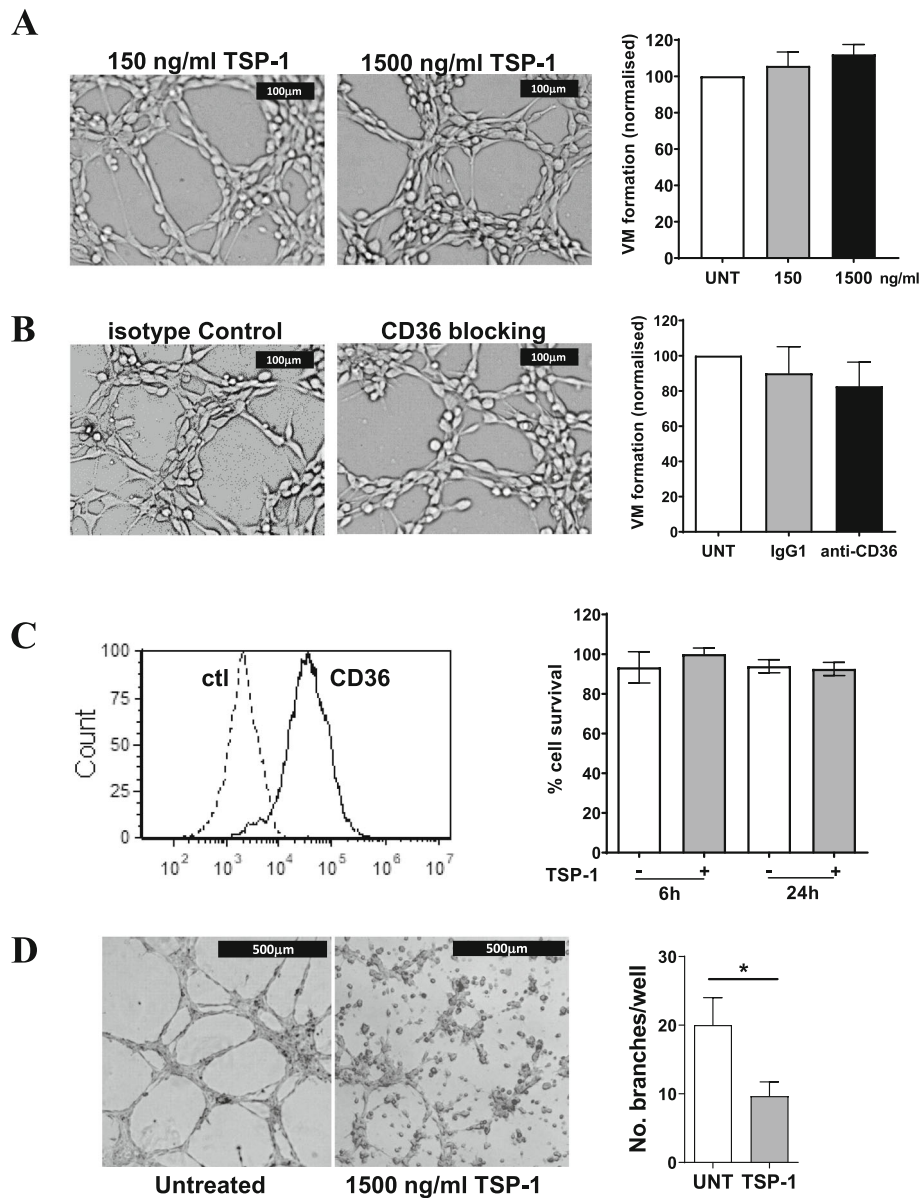 A
150 ng/ml TSP-1
1500 ng/ml TSP-1
100μm
100μm
VM formation (normalised)
120
100
80
60
40
20
0
UNT
150
1500
ng/ml
B
isotype Control
CD36 blocking
100μm
100μm
VM formation (normalised)
120
100
80
60
40
20
0
UNT
IgG1
anti-CD36
C
Count
100
75
50
25
0
ctl
CD36
10²
10³
10⁴
10⁵
10⁶
10⁷
% cell survival
120
100
80
60
40
20
0
TSP-1
-
+
-
+
6h
24h
D
500μm
500μm
Untreated
1500 ng/ml TSP-1
No. branches/well
30
20
10
0
*
UNT
TSP-1